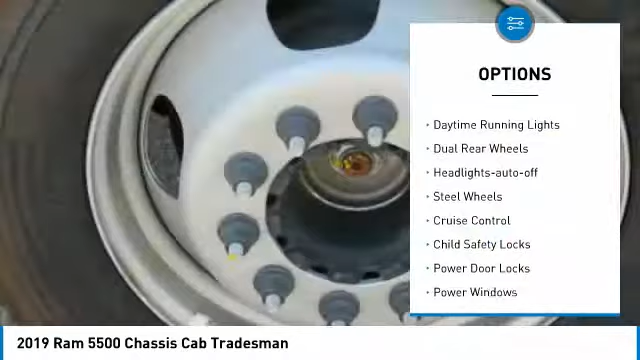 OPTIONS
· Daytime Running Lights
· Dual Rear Wheels
· Headlights-auto-off
· Steel Wheels
· Cruise Control
· Child Safety Locks
· Power Door Locks
· Power Windows
2019 Ram 5500 Chassis Cab Tradesman